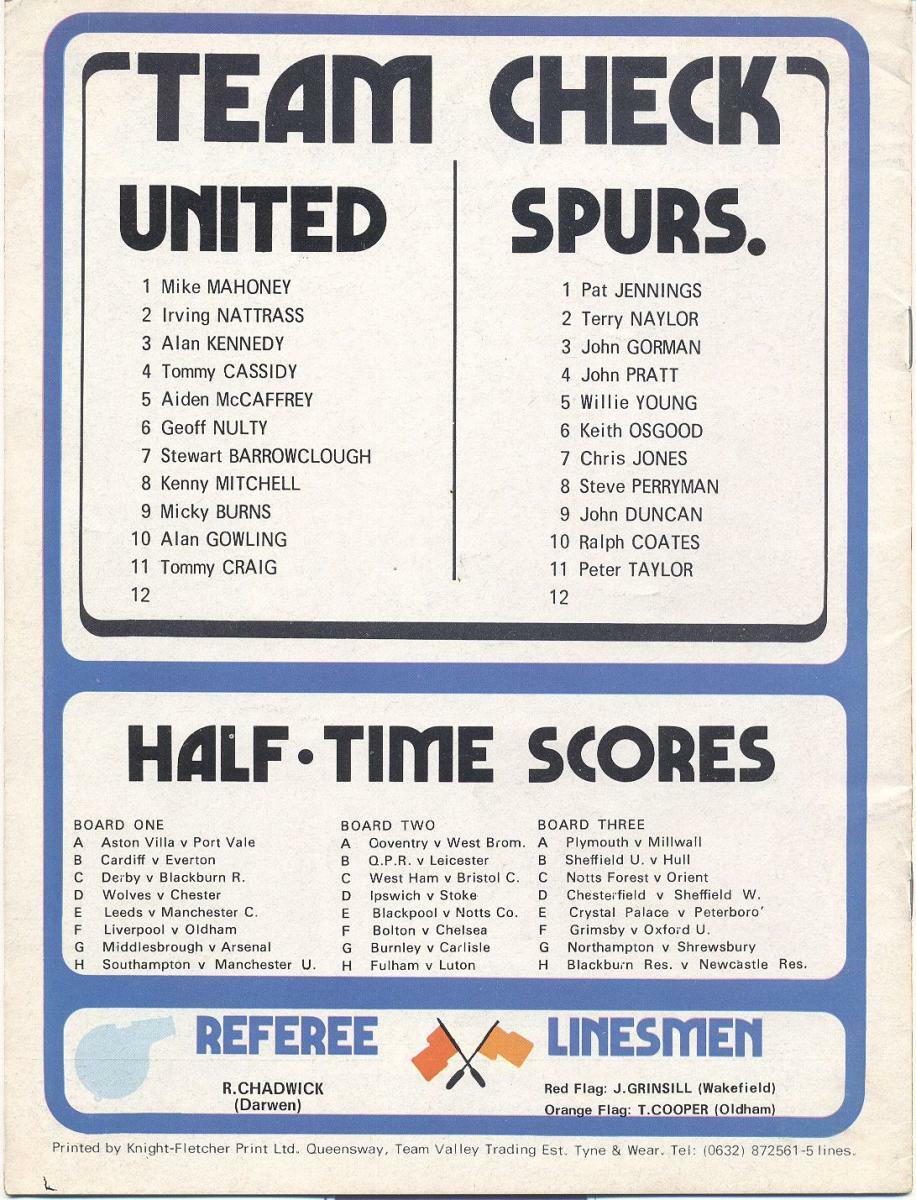 TEAM CHECK
UNITED
1 Mike MAHONEY
2 Irving NATTRASS
3 Alan KENNEDY
4 Tommy CASSIDY
5 Aiden McCAFFREY
6 Geoff NULTY
7 Stewart BARROWCLOUGH
8 Kenny MITCHELL
9 Micky BURNS
10 Alan GOWLING
11 Tommy CRAIG
12
SPURS.
1 Pat JENNINGS
2 Terry NAYLOR
3 John GORMAN
4 John PRATT
5 Willie YOUNG
6 Keith OSGOOD
7 Chris JONES
8 Steve PERRYMAN
9 John DUNCAN
10 Ralph COATES
11 Peter TAYLOR
12
HALF·TIME SCORES
BOARD ONE
A Aston Villa v Port Vale
B Cardiff v Everton
C Derby v Blackburn R.
D Wolves v Chester
E Leeds v Manchester C.
F Liverpool v Oldham
G Middlesbrough v Arsenal
H Southampton v Manchester U.
BOARD TWO
A Ooventry v West Brom.
B Q.P.R. v Leicester
C West Ham v Bristol C.
D Ipswich v Stoke
E Blackpool v Notts Co.
F Bolton v Chelsea
G Burnley v Carlisle
H Fulham v Luton
BOARD THREE
A Plymouth v Millwall
B Sheffield U. v Hull
C Notts Forest v Orient
D Chesterfield v Sheffield W.
E Crystal Palace v Peterboro'
F Grimsby v Oxford U.
G Northampton v Shrewsbury
H Blackburn Res. v Newcastle Res.
REFEREE
R.CHADWICK
(Darwen)
LINESMEN
Red Flag: J.GRINSILL (Wakefield)
Orange Flag: T.COOPER (Oldham)
Printed by Knight-Fletcher Print Ltd. Queensway, Team Valley Trading Est. Tyne & Wear. Tel: (0632) 872561-5 lines.